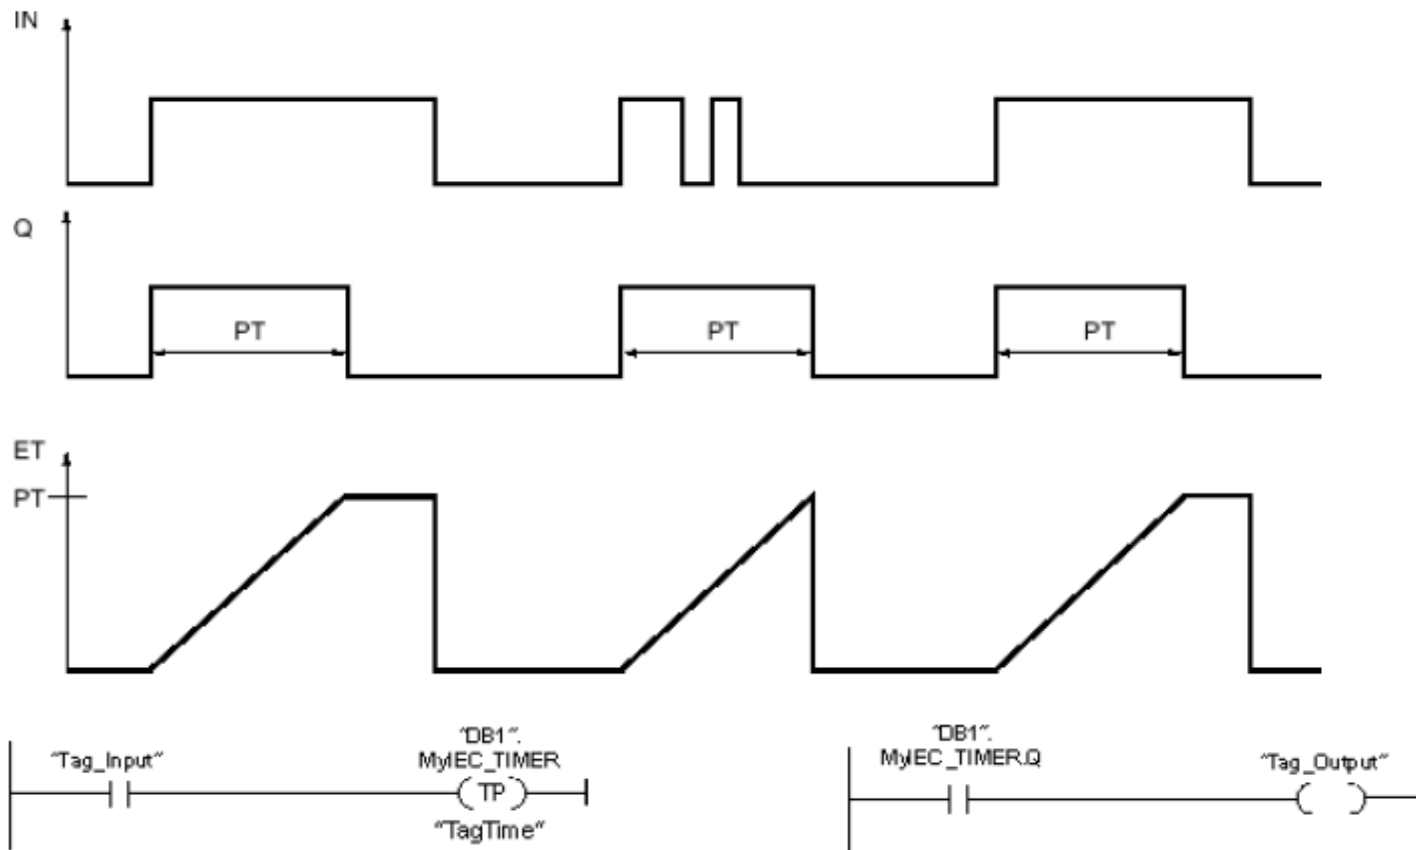 IN
Q
PT
PT
PT
ET
PT
"Tag_Input"
"DB1".
MyIEC_TIMER
TP
"TagTime"
"DB1".
MyIEC_TIMER.Q
"Tag_Output"